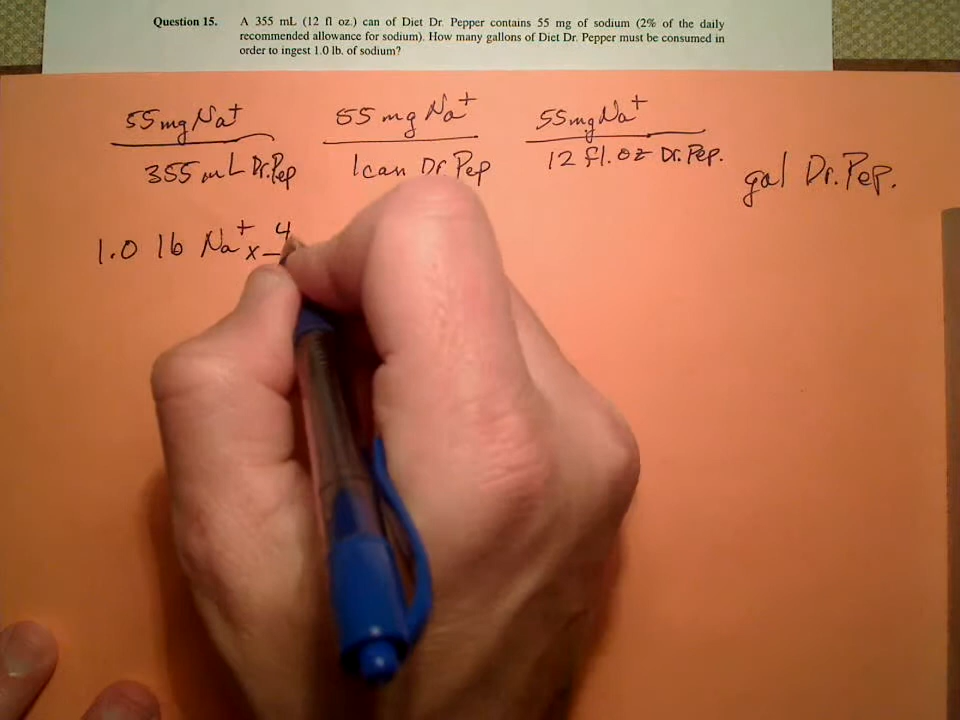 Question 15. A 355 mL (12 fl oz.) can of Diet Dr. Pepper contains 55 mg of sodium (2% of the daily
recommended allowance for sodium). How many gallons of Diet Dr. Pepper must be consumed in
order to ingest 1.0 lb. of sodium?
55 mg Na+ 55 mg Na+ 55 mg Na+
355 mL Dr.Pep 1 can Dr Pep 12 fl. oz Dr. Pep.
gal Dr. Pep.
1.0 lb Na+ x 4